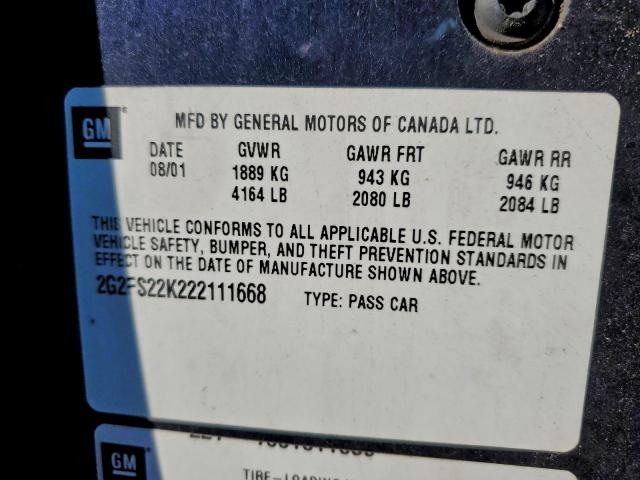 GM
MFD BY GENERAL MOTORS OF CANADA LTD.
DATE GVWR GAWR FRT GAWR RR
08/01 1889 KG 943 KG 946 KG
4164 LB 2080 LB 2084 LB
THIS VEHICLE CONFORMS TO ALL APPLICABLE U.S. FEDERAL MOTOR
VEHICLE SAFETY, BUMPER, AND THEFT PREVENTION STANDARDS IN
EFFECT ON THE DATE OF MANUFACTURE SHOWN ABOVE.
2G2FS22K222111668 TYPE: PASS CAR
GM